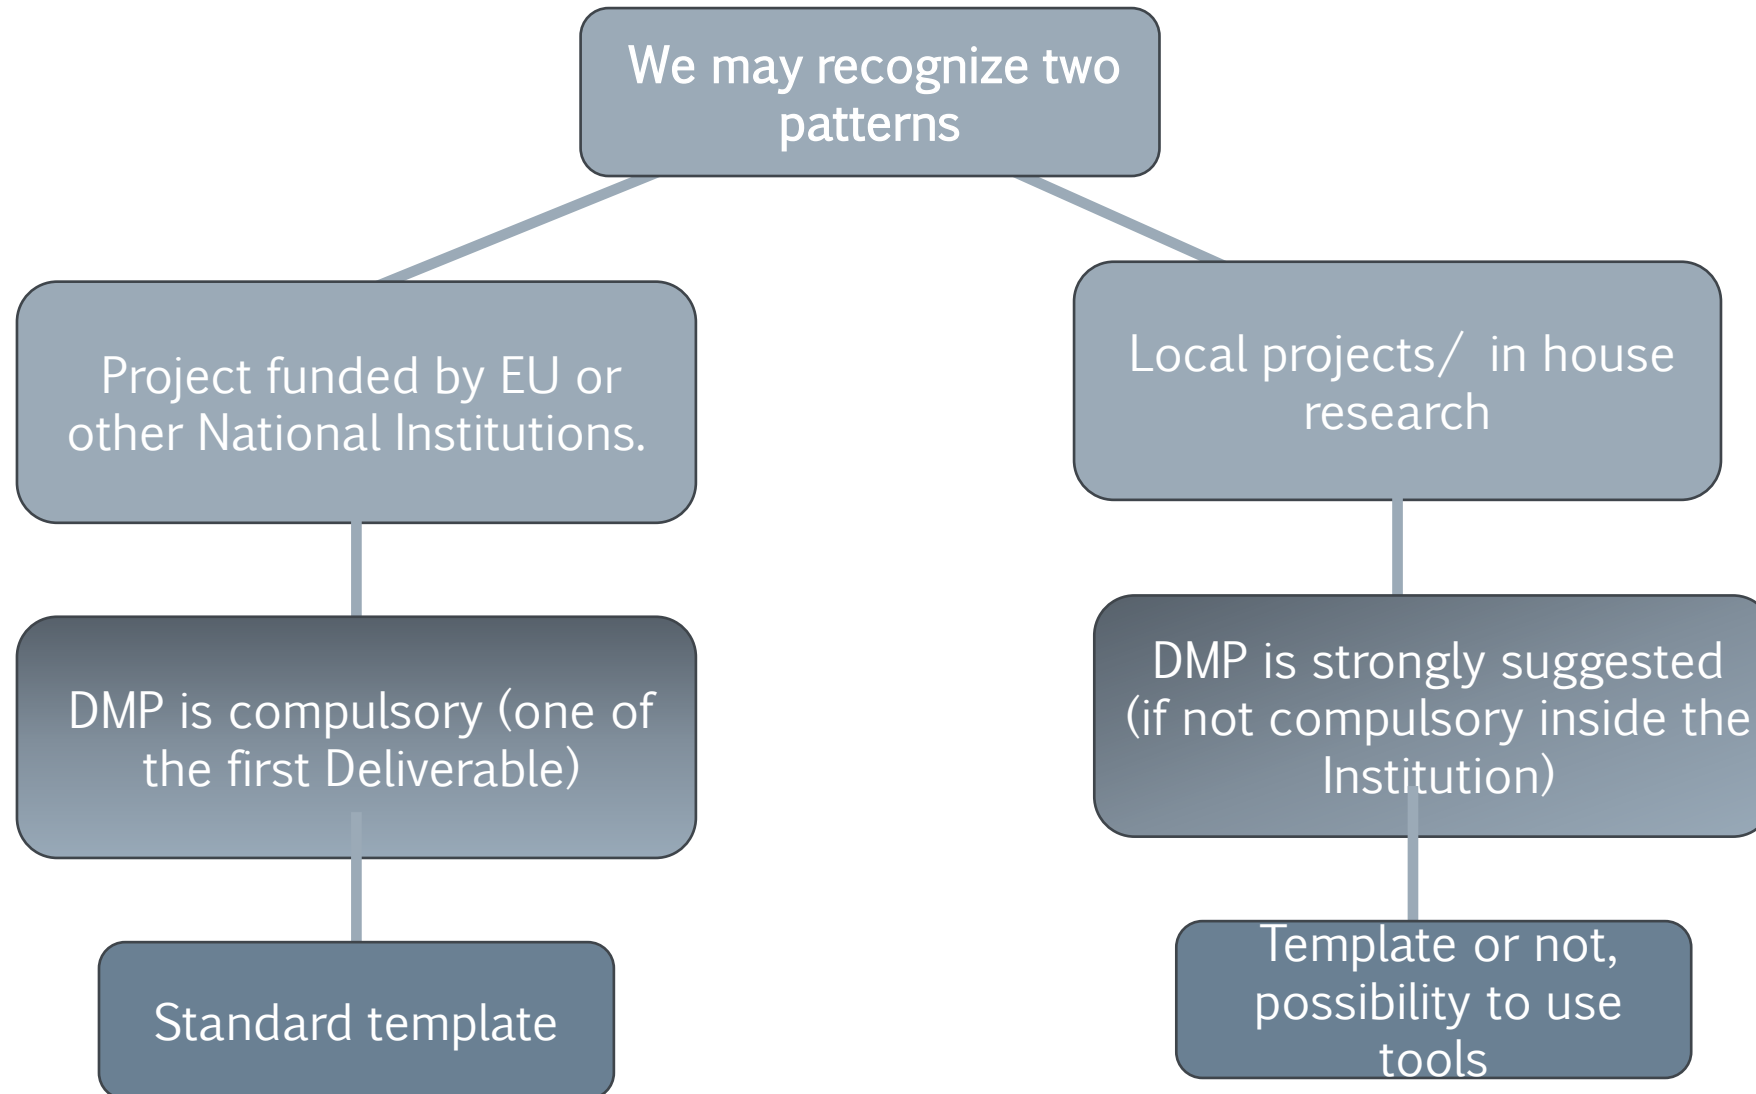 We may recognize two
patterns
Project funded by EU or
other National Institutions.
Local projects/ in house
research
DMP is compulsory (one of
the first Deliverable)
DMP is strongly suggested
(if not compulsory inside the
Institution)
Standard template
Template or not,
possibility to use
tools